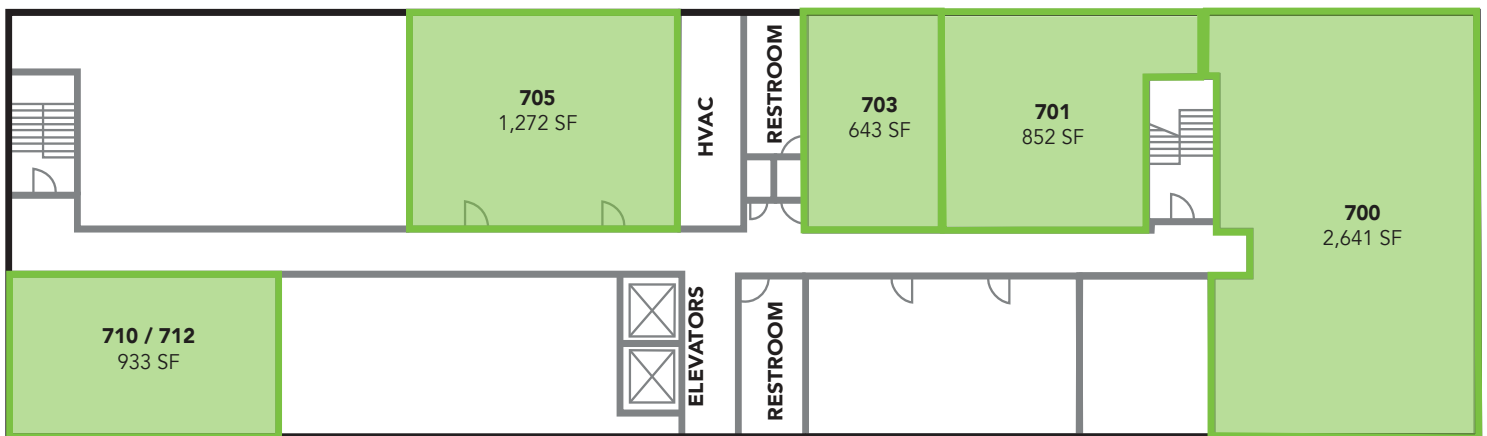 705
1,272 SF
HVAC
RESTROOM
703
643 SF
701
852 SF
700
2,641 SF
710 / 712
933 SF
ELEVATORS
RESTROOM